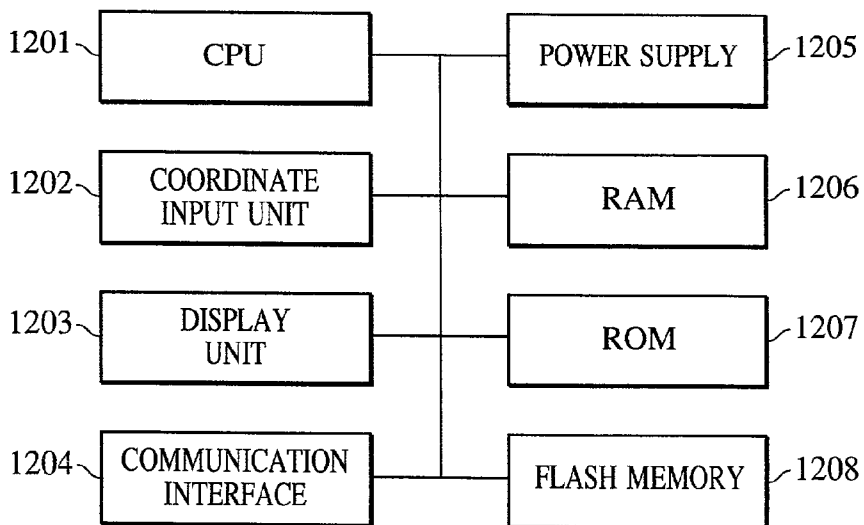 1201
CPU
POWER SUPPLY
1205
1202
COORDINATE
INPUT UNIT
RAM
1206
1203
DISPLAY
UNIT
ROM
1207
1204
COMMUNICATION
INTERFACE
FLASH MEMORY
1208